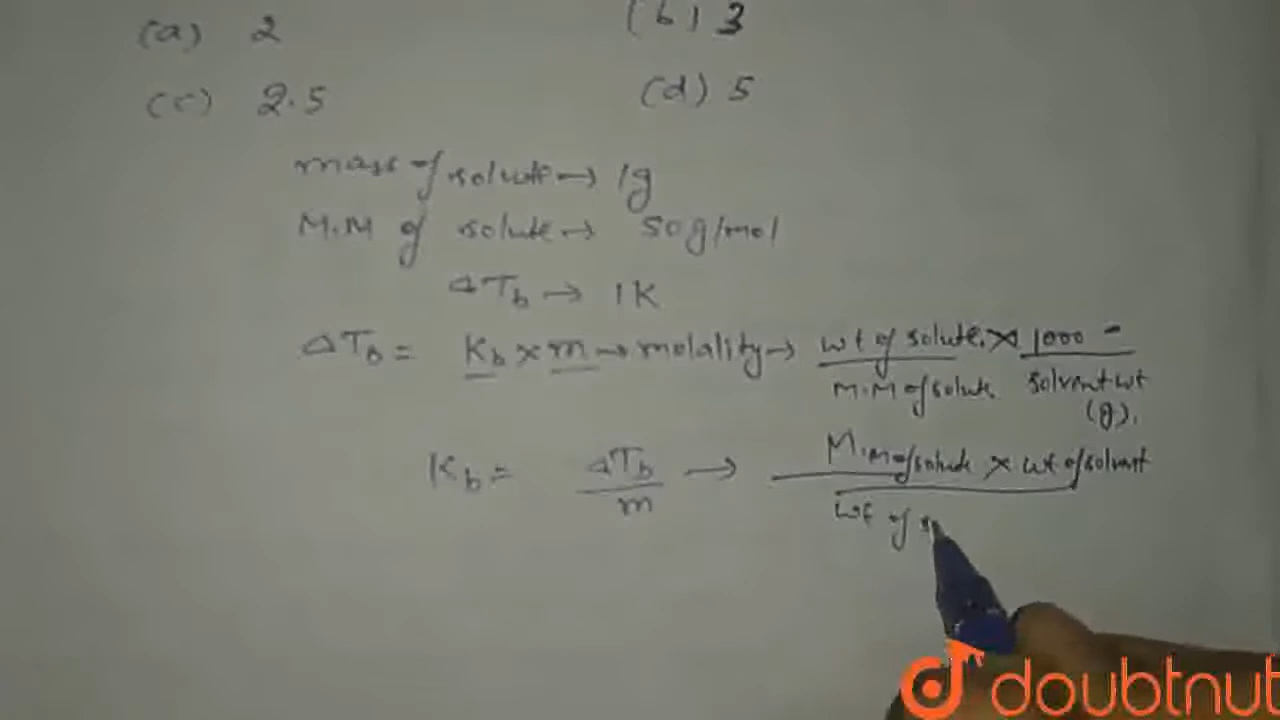 (a) 2 (b) 3
(c) 2.5 (d) 5
mass of solute → 1g
M.M of solute → 50g/mol
ΔTb → 1K
ΔTb = Kb × m → molality → wt of solute × 1000
M.M of solute solvent wt
(g).
Kb = ΔTb / m → M.M of solute × wt of solvent
wt of s
doubtnut